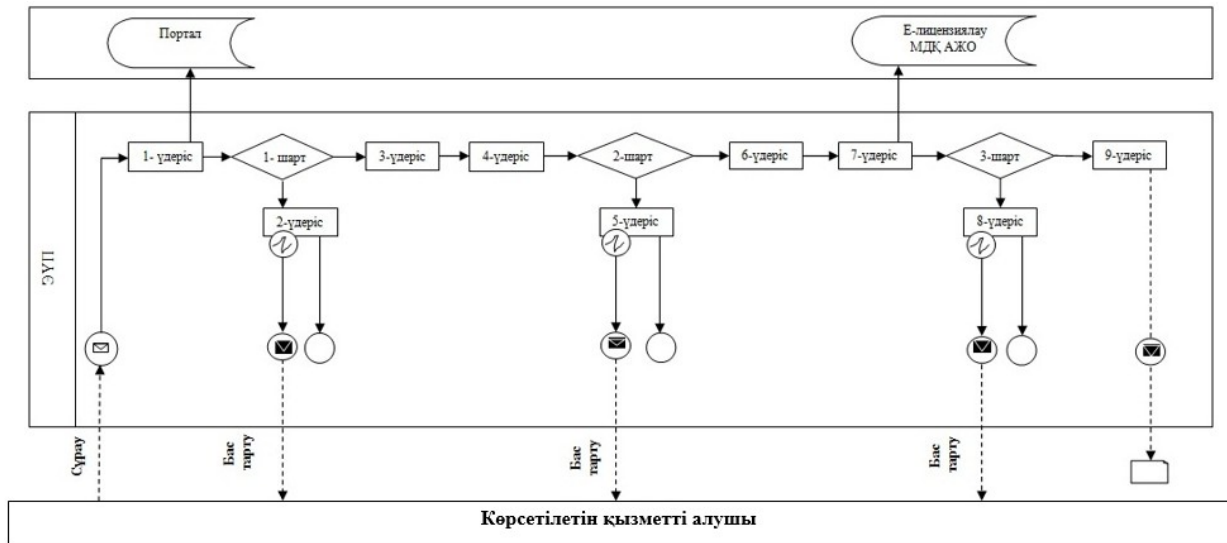 Портал
Е-лицензиялау
МДҚ АЖО
1- үдеріс
1- шарт
3-үдеріс
4-үдеріс
2-шарт
6-үдеріс
7-үдеріс
3-шарт
9-үдеріс
2-үдеріс
5-үдеріс
8-үдеріс
ПҮЭ
Сұрау
Бас
тарту
Бас
тарту
Бас
тарту
Көрсетілетін қызметті алушы